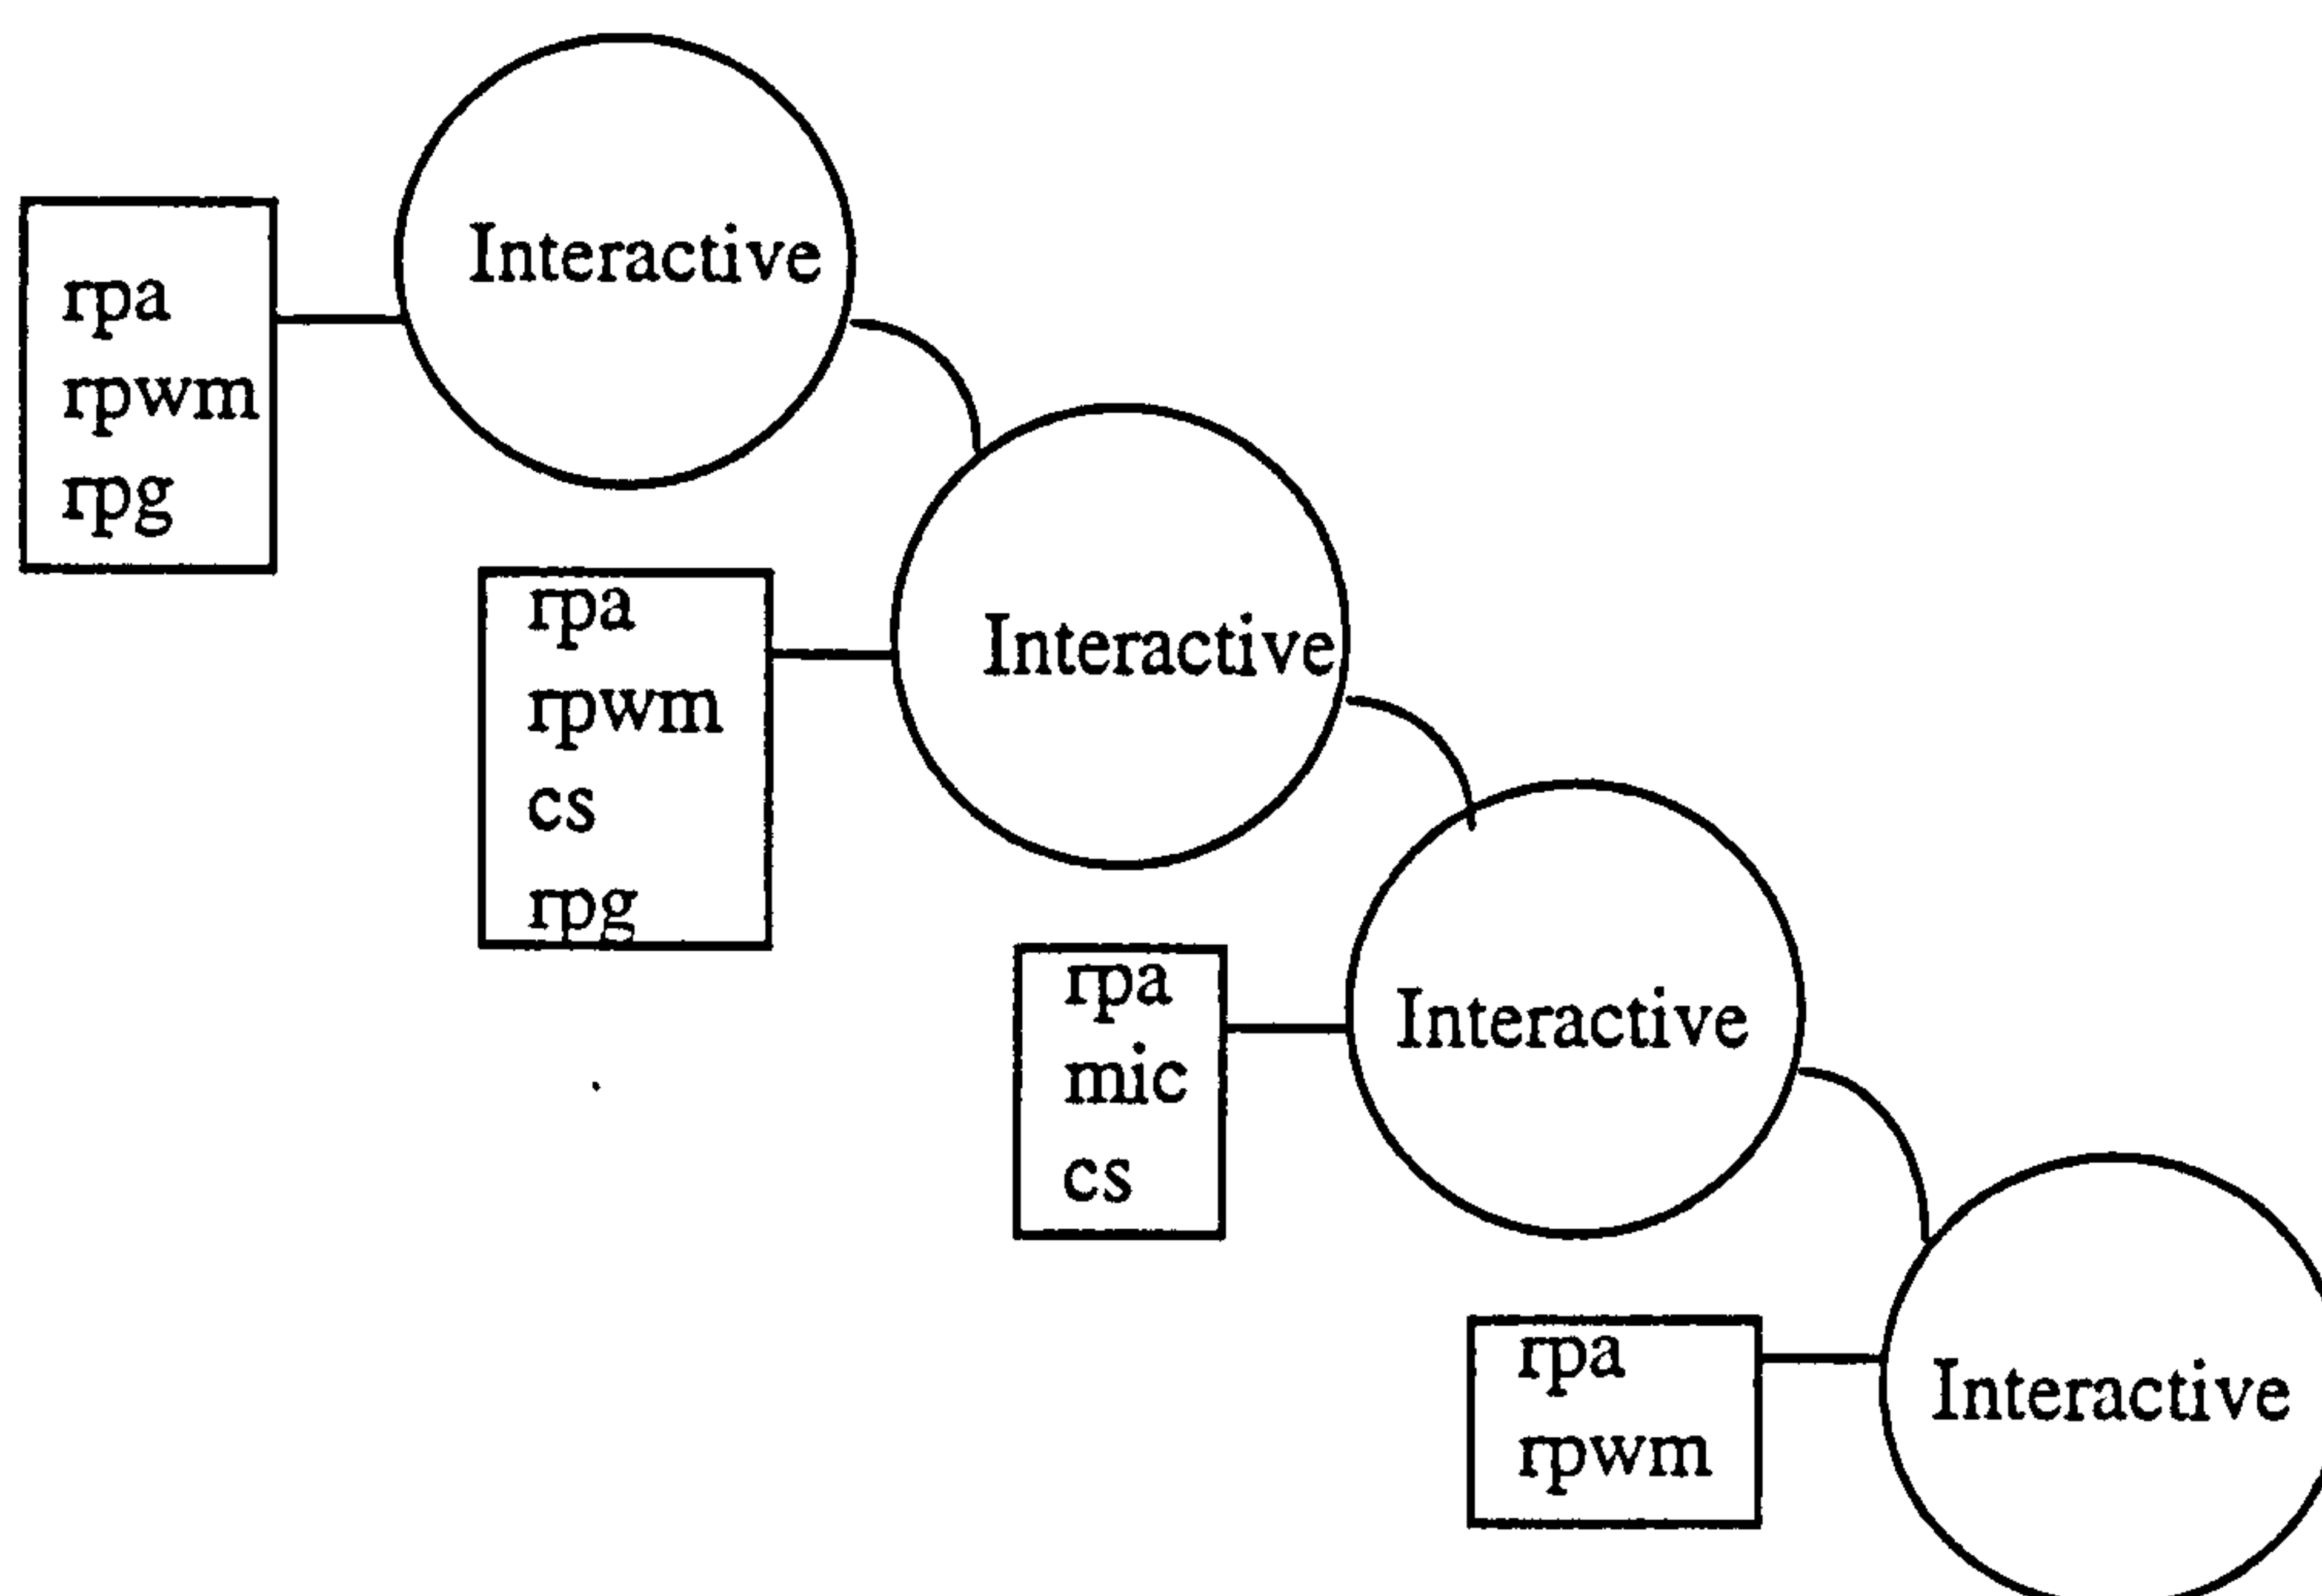 Interactive
rpa
rpwm
rpg
Interactive
rpa
rpwm
cs
rpg
Interactive
rpa
mic
cs
Interactive
rpa
rpwm